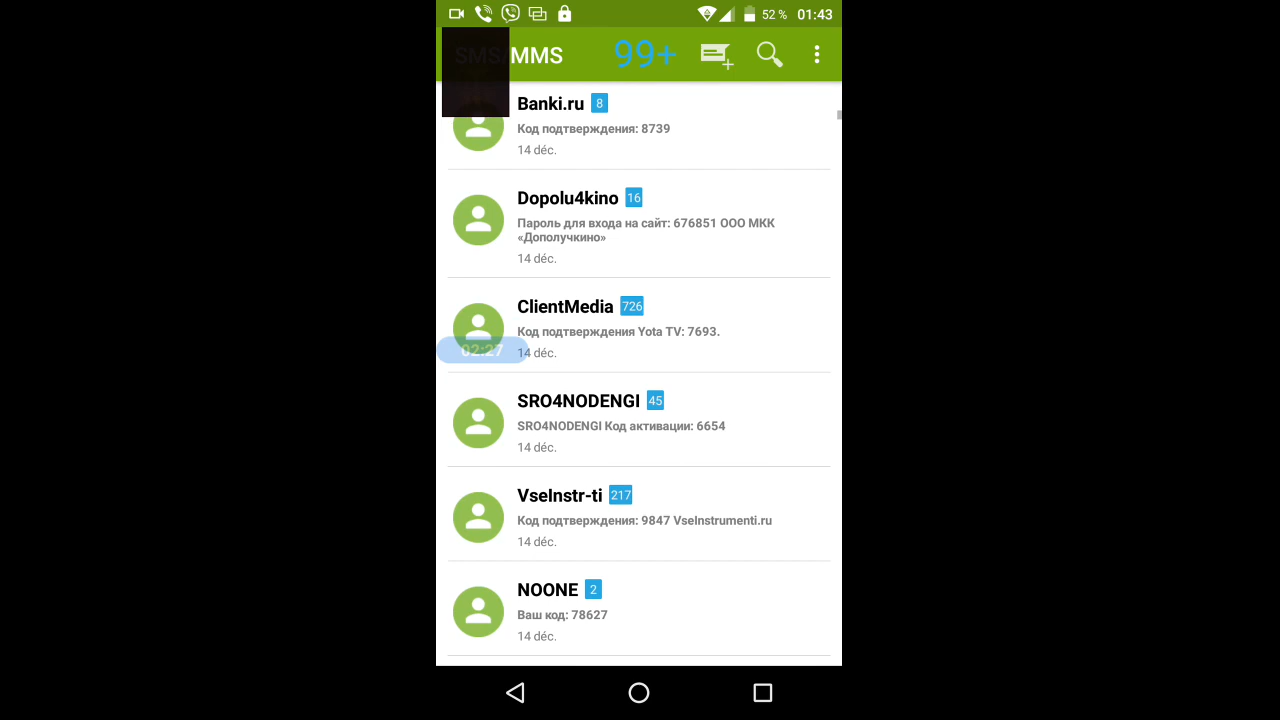 52 % 01:43
SMS/MMS 99+
Banki.ru 8
Код подтверждения: 8739
14 déc.
Dopolu4kino 16
Пароль для входа на сайт: 676851 ООО МКК
«Дополучкино»
14 déc.
ClientMedia 726
Код подтверждения Yota TV: 7693.
02:27
14 déc.
SRO4NODENGI 45
SRO4NODENGI Код активации: 6654
14 déc.
VseInstr-ti 217
Код подтверждения: 9847 VseInstrumenti.ru
14 déc.
NOONE 2
Ваш код: 78627
14 déc.